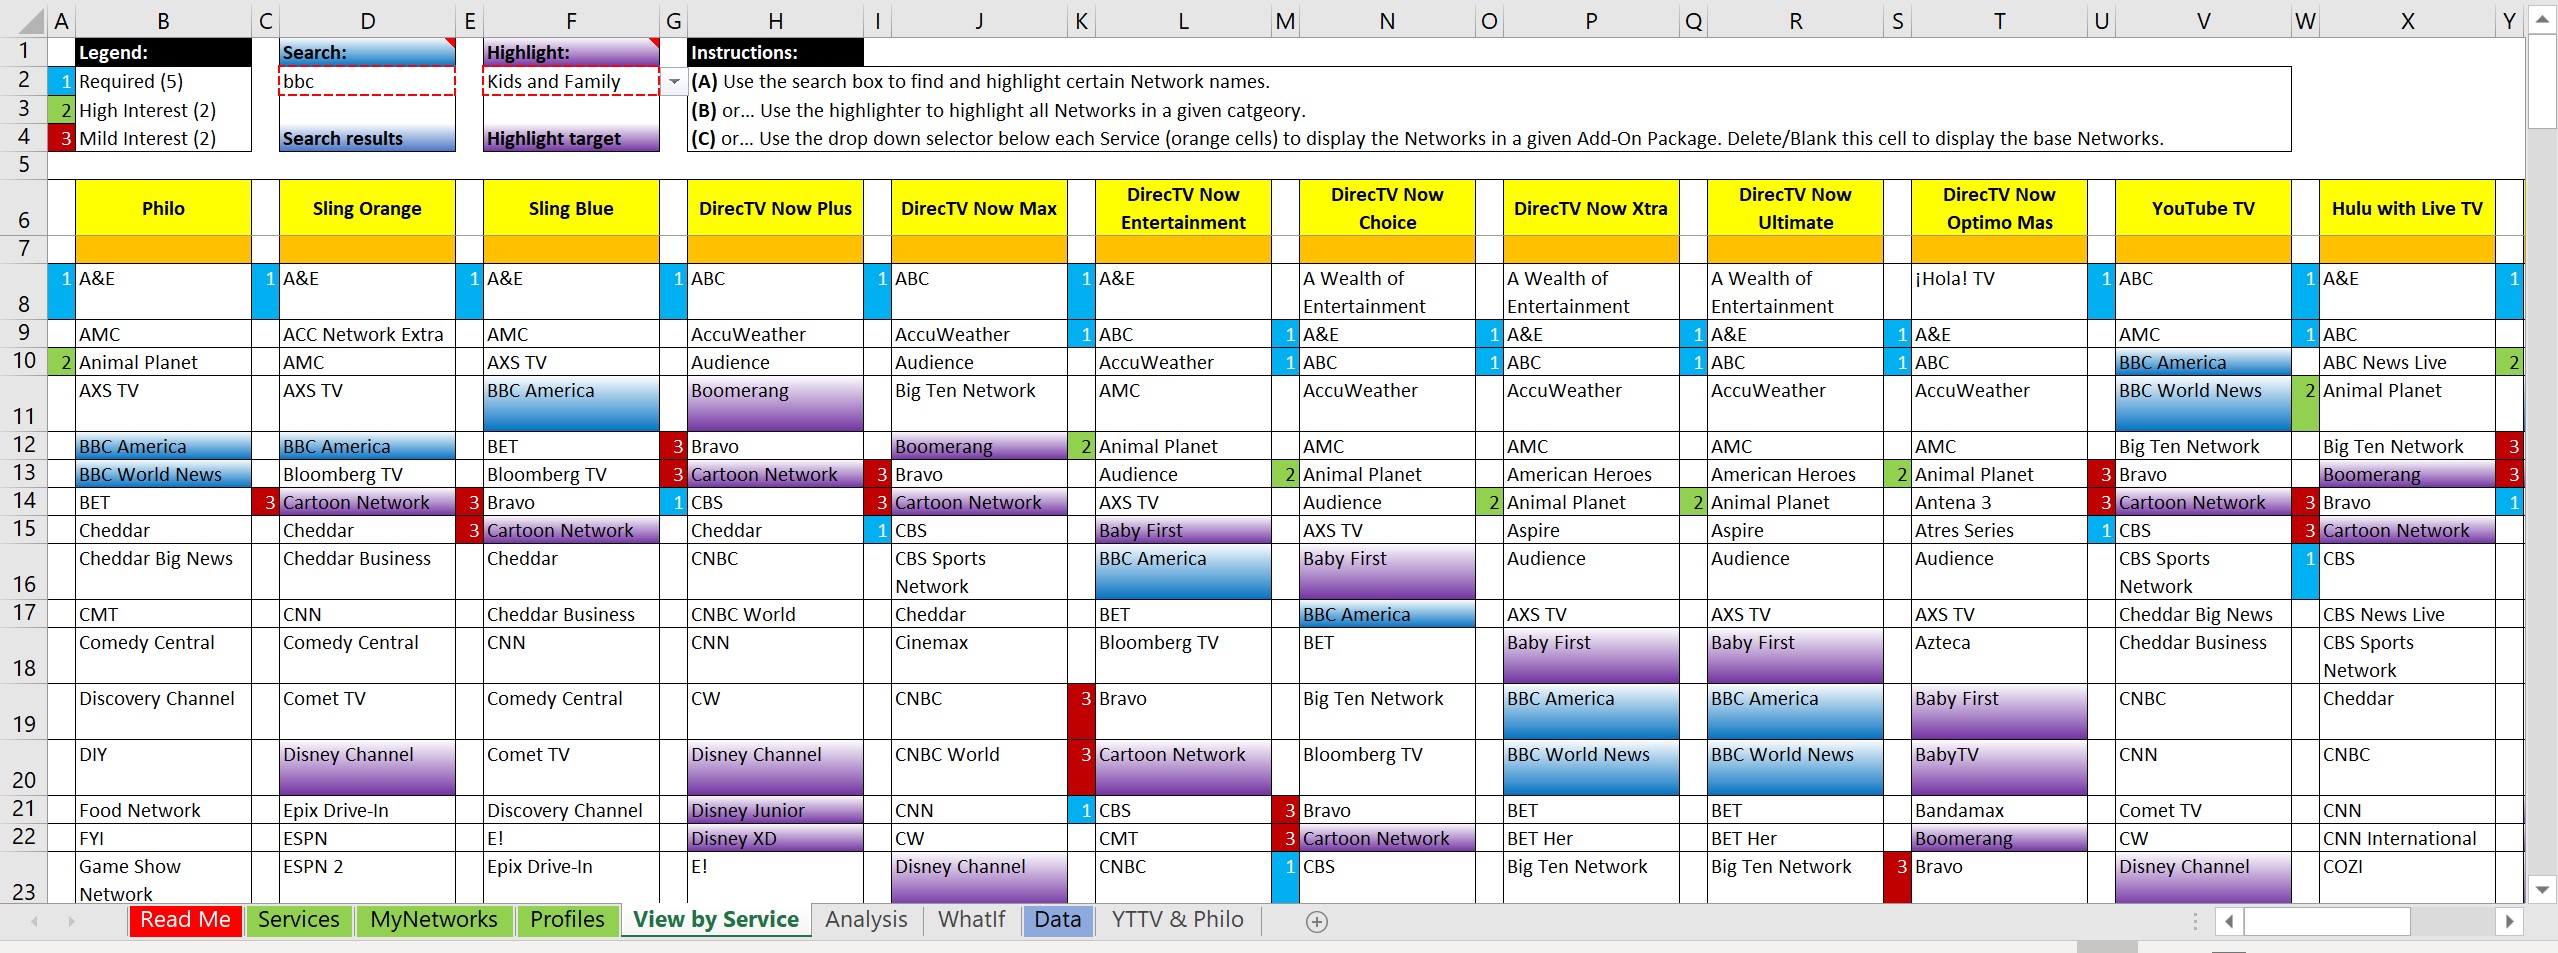 A B C D E F G H I J K L M N O P Q R S T U V W X Y
1 Legend: Search: Highlight: Instructions:
2 1 Required (5) bbc Kids and Family (A) Use the search box to find and highlight certain Network names.
3 2 High Interest (2) (B) or... Use the highlighter to highlight all Networks in a given catgeory.
4 3 Mild Interest (2) Search results Highlight target (C) or... Use the drop down selector below each Service (orange cells) to display the Networks in a given Add-On Package. Delete/Blank this cell to display the base Networks.
5
DirecTV Now DirecTV Now DirecTV Now DirecTV Now
6 Philo Sling Orange Sling Blue DirecTV Now Plus DirecTV Now Max Entertainment Choice DirecTV Now Xtra Ultimate Optimo Mas YouTube TV Hulu with Live TV
7
1 A&E 1 A&E 1 A&E 1 ABC 1 ABC 1 A&E A Wealth of A Wealth of A Wealth of ¡Hola! TV 1 ABC 1 A&E 1
8 Entertainment Entertainment Entertainment
9 AMC ACC Network Extra AMC AccuWeather AccuWeather 1 ABC 1 A&E 1 A&E 1 A&E 1 A&E AMC 1 ABC
10 2 Animal Planet AMC AXS TV Audience Audience AccuWeather 1 ABC 1 ABC 1 ABC 1 ABC BBC America ABC News Live 2
11 AXS TV AXS TV BBC America Boomerang Big Ten Network AMC AccuWeather AccuWeather AccuWeather AccuWeather BBC World News 2 Animal Planet
12 BBC America BBC America BET 3 Bravo Boomerang 2 Animal Planet AMC AMC AMC AMC Big Ten Network Big Ten Network 3
13 BBC World News Bloomberg TV Bloomberg TV 3 Cartoon Network 3 Bravo Audience 2 Animal Planet American Heroes American Heroes 2 Animal Planet 3 Bravo Boomerang 3
14 BET 3 Cartoon Network 3 Bravo 1 CBS 3 Cartoon Network AXS TV Audience 2 Animal Planet 2 Animal Planet Antena 3 3 Cartoon Network 3 Bravo 1
15 Cheddar Cheddar 3 Cartoon Network Cheddar 1 CBS Baby First AXS TV Aspire Aspire Atres Series 1 CBS 3 Cartoon Network
Cheddar Big News Cheddar Business Cheddar CNBC CBS Sports BBC America Baby First Audience Audience Audience CBS Sports 1 CBS
16 Network Network
17 CMT CNN Cheddar Business CNBC World Cheddar BET BBC America AXS TV AXS TV AXS TV Cheddar Big News CBS News Live
Comedy Central Comedy Central CNN CNN Cinemax Bloomberg TV BET Baby First Baby First Azteca Cheddar Business CBS Sports
18 Network
19 Discovery Channel Comet TV Comedy Central CW CNBC 3 Bravo Big Ten Network BBC America BBC America Baby First CNBC Cheddar
20 DIY Disney Channel Comet TV Disney Channel CNBC World 3 Cartoon Network Bloomberg TV BBC World News BBC World News BabyTV CNN CNBC
21 Food Network Epix Drive-In Discovery Channel Disney Junior CNN 1 CBS 3 Bravo BET BET Bandamax Comet TV CNN
22 FYI ESPN E! Disney XD CW CMT 3 Cartoon Network BET Her BET Her Boomerang CW CNN International
Game Show ESPN 2 Epix Drive-In E! Disney Channel CNBC 1 CBS Big Ten Network Big Ten Network 3 Bravo Disney Channel COZI
23 Network
Read Me Services MyNetworks Profiles View by Service Analysis WhatIf Data YTTV & Philo